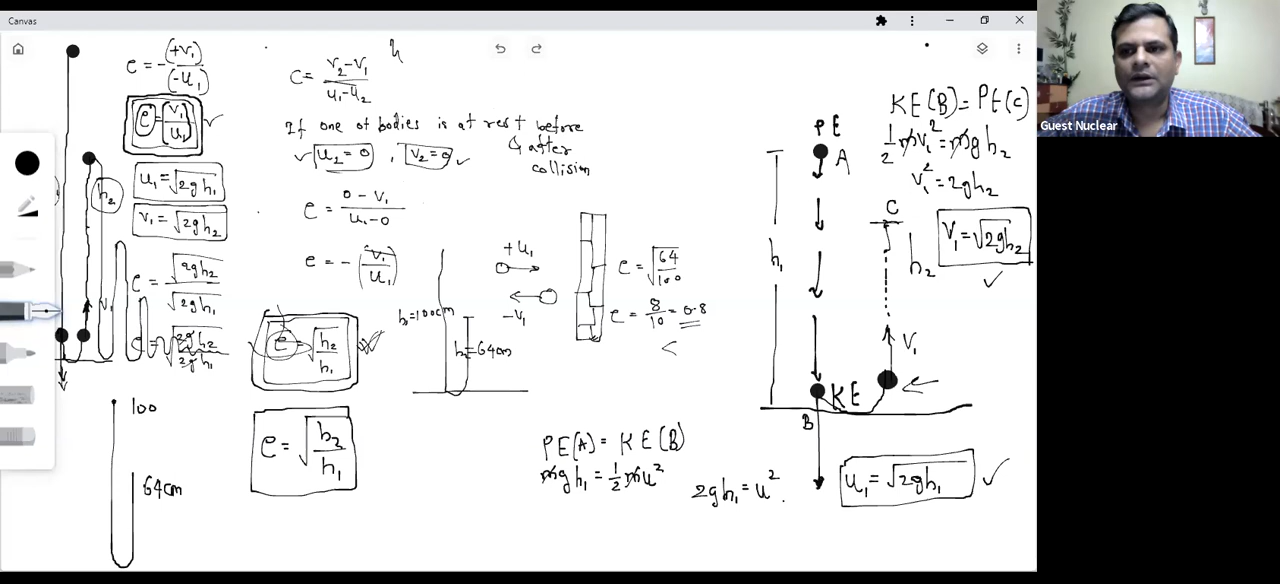 Canvas
e = -(+v₁)/(-u₁)
e = (v₁/u₁)
u₁ = √2gh₁
v₁ = √2gh₂
e = √2gh₂/√2gh₁
e = √(2gh₂/2gh₁)
h₂
v₁
100
64cm
h
e = (v₂-v₁)/(u₁-u₂)
If one of bodies is at rest before
& after
collision
u₂ = 0 , v₂ = 0
e = (0 - v₁)/(u₁ - 0)
e = -(v₁/u₁)
e = √(h₂/h₁)
e = √(h₂/h₁)
h=100cm
h₂=64cm
+u₁
-v₁
e = √(64/100)
e = 8/10 = 0.8
<
PE(A) = KE(B)
mgh₁ = 1/2 mu²
2gh₁ = u².
PE
A
h₁
KE
B
C
h₂
v₁
u₁ = √2gh₁
KE(B) = PE(C)
1/2 mv₁² = mgh₂
v₁² = 2gh₂
v₁ = √2gh₂
Guest Nuclear